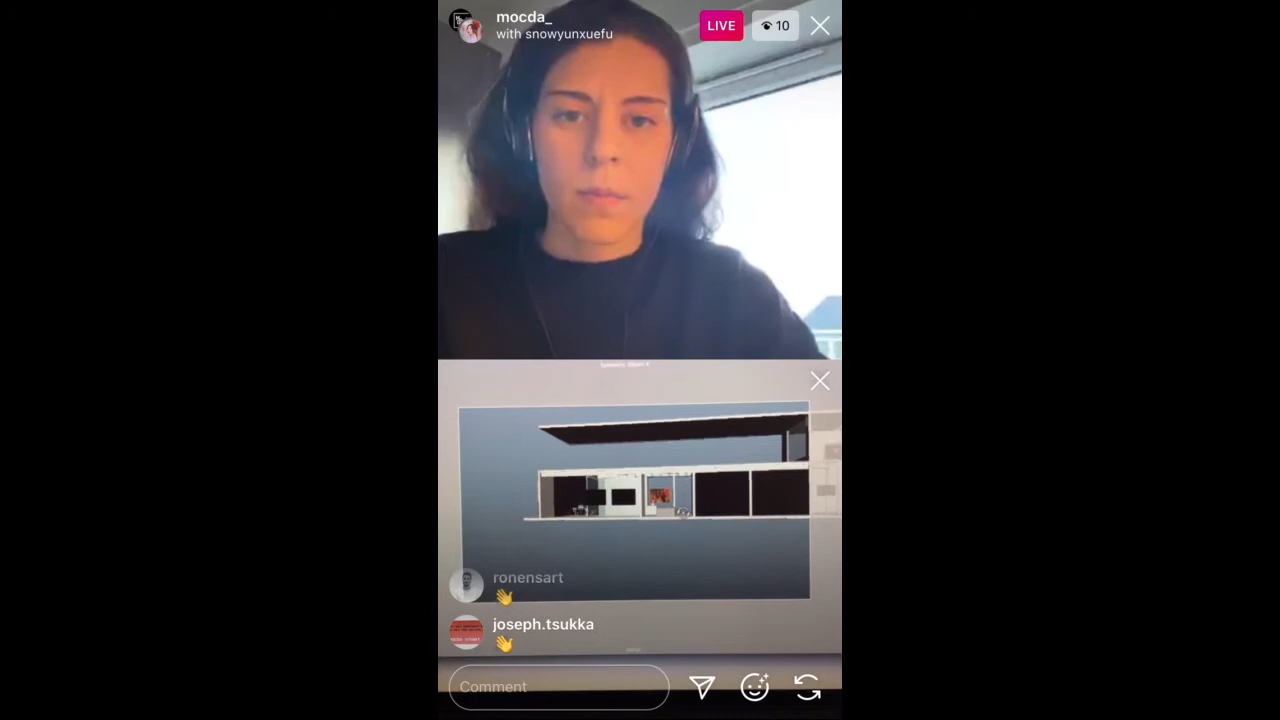 mocda_
with snowyunxuefu
LIVE
10
ronensart
👋
joseph.tsukka
👋
Comment